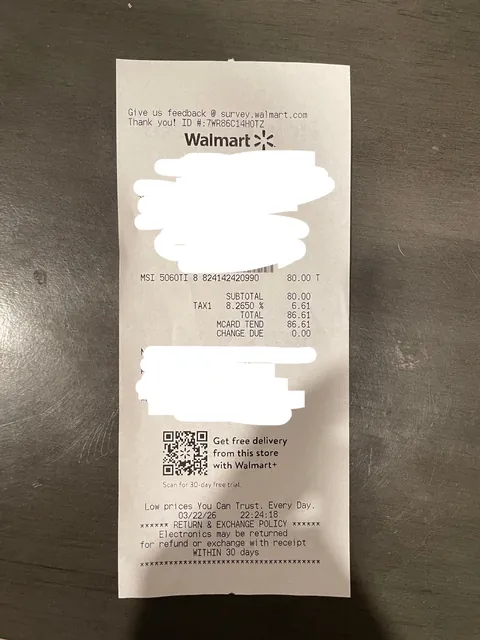 Give us feedback @ survey.walmart.com
Thank you! ID #:7WR86C14H0TZ
Walmart
MSI 5060TI 8 824142420990 80.00 T
SUBTOTAL 80.00
TAX1 8.2650 % 6.61
TOTAL 86.61
MCARD TEND 86.61
CHANGE DUE 0.00
Get free delivery
from this store
with Walmart+
Scan for 30-day free trial.
Low prices You Can Trust. Every Day.
03/22/26 22:24:18
****** RETURN & EXCHANGE POLICY ******
Electronics may be returned
for refund or exchange with receipt
WITHIN 30 days